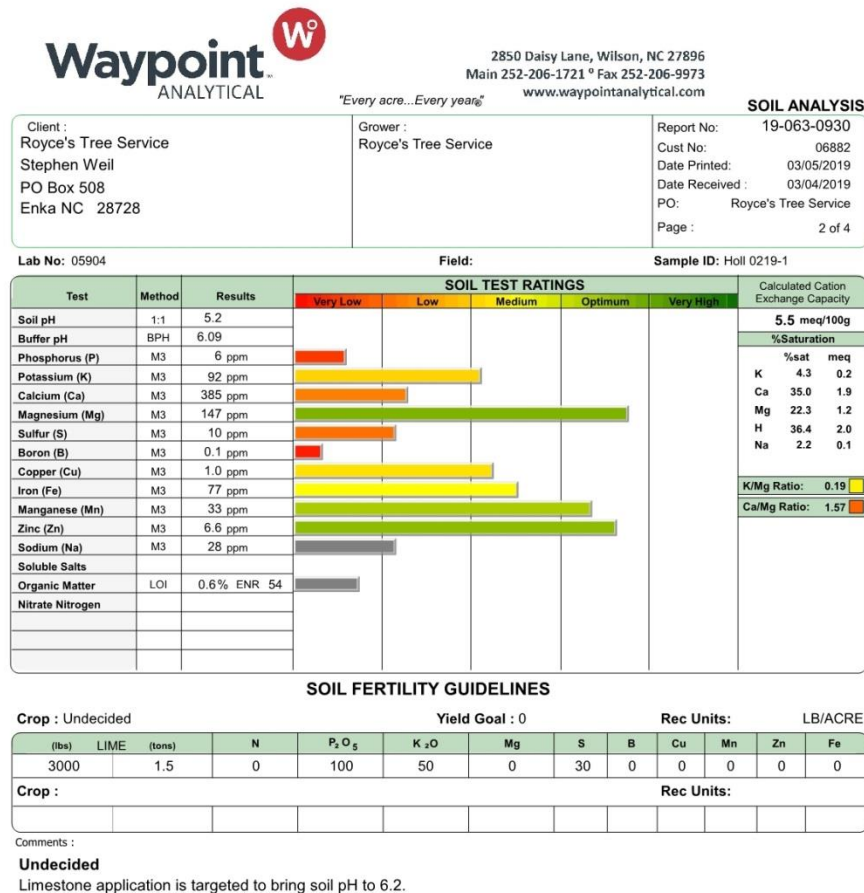 Waypoint
ANALYTICAL
W
"Every acre...Every year®"
2850 Daisy Lane, Wilson, NC 27896
Main 252-206-1721 ° Fax 252-206-9973
www.waypointanalytical.com
SOIL ANALYSIS
Client :
Royce's Tree Service
Stephen Weil
PO Box 508
Enka NC 28728
Grower :
Royce's Tree Service
Report No: 19-063-0930
Cust No: 06882
Date Printed: 03/05/2019
Date Received : 03/04/2019
PO: Royce's Tree Service
Page : 2 of 4
Lab No: 05904 Field: Sample ID: Holl 0219-1
Test Method Results SOIL TEST RATINGS
Very Low Low Medium Optimum Very High
Soil pH 1:1 5.2
Buffer pH BPH 6.09
Phosphorus (P) M3 6 ppm
Potassium (K) M3 92 ppm
Calcium (Ca) M3 385 ppm
Magnesium (Mg) M3 147 ppm
Sulfur (S) M3 10 ppm
Boron (B) M3 0.1 ppm
Copper (Cu) M3 1.0 ppm
Iron (Fe) M3 77 ppm
Manganese (Mn) M3 33 ppm
Zinc (Zn) M3 6.6 ppm
Sodium (Na) M3 28 ppm
Soluble Salts
Organic Matter LOI 0.6% ENR 54
Nitrate Nitrogen
Calculated Cation
Exchange Capacity
5.5 meq/100g
%Saturation
%sat meq
K 4.3 0.2
Ca 35.0 1.9
Mg 22.3 1.2
H 36.4 2.0
Na 2.2 0.1
K/Mg Ratio: 0.19
Ca/Mg Ratio: 1.57
SOIL FERTILITY GUIDELINES
Crop : Undecided Yield Goal : 0 Rec Units: LB/ACRE
(lbs) LIME (tons) N P₂O₅ K₂O Mg S B Cu Mn Zn Fe
3000 1.5 0 100 50 0 30 0 0 0 0 0
Crop : Rec Units:
Comments :
Undecided
Limestone application is targeted to bring soil pH to 6.2.